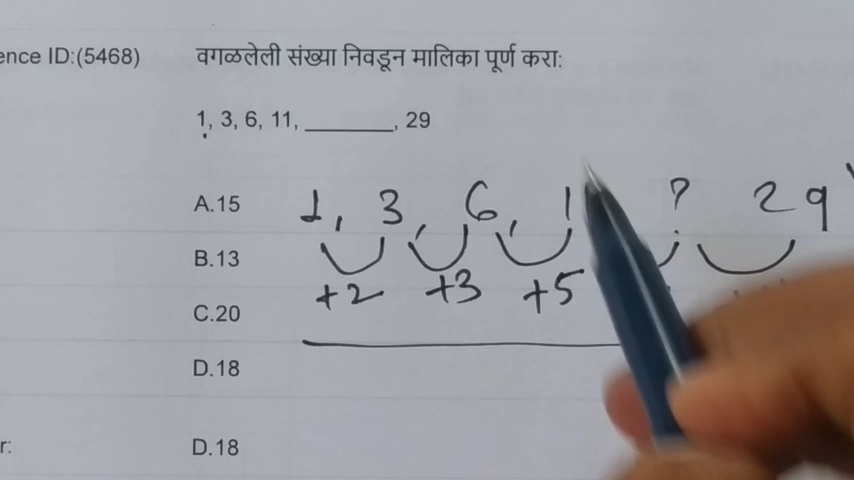 ence ID:(5468) वगळलेली संख्या निवडून मालिका पूर्ण करा:
1, 3, 6, 11, ________, 29
A.15
B.13
C.20
D.18
1, 3, 6, 1 ? 29
+2 +3 +5
r: D.18